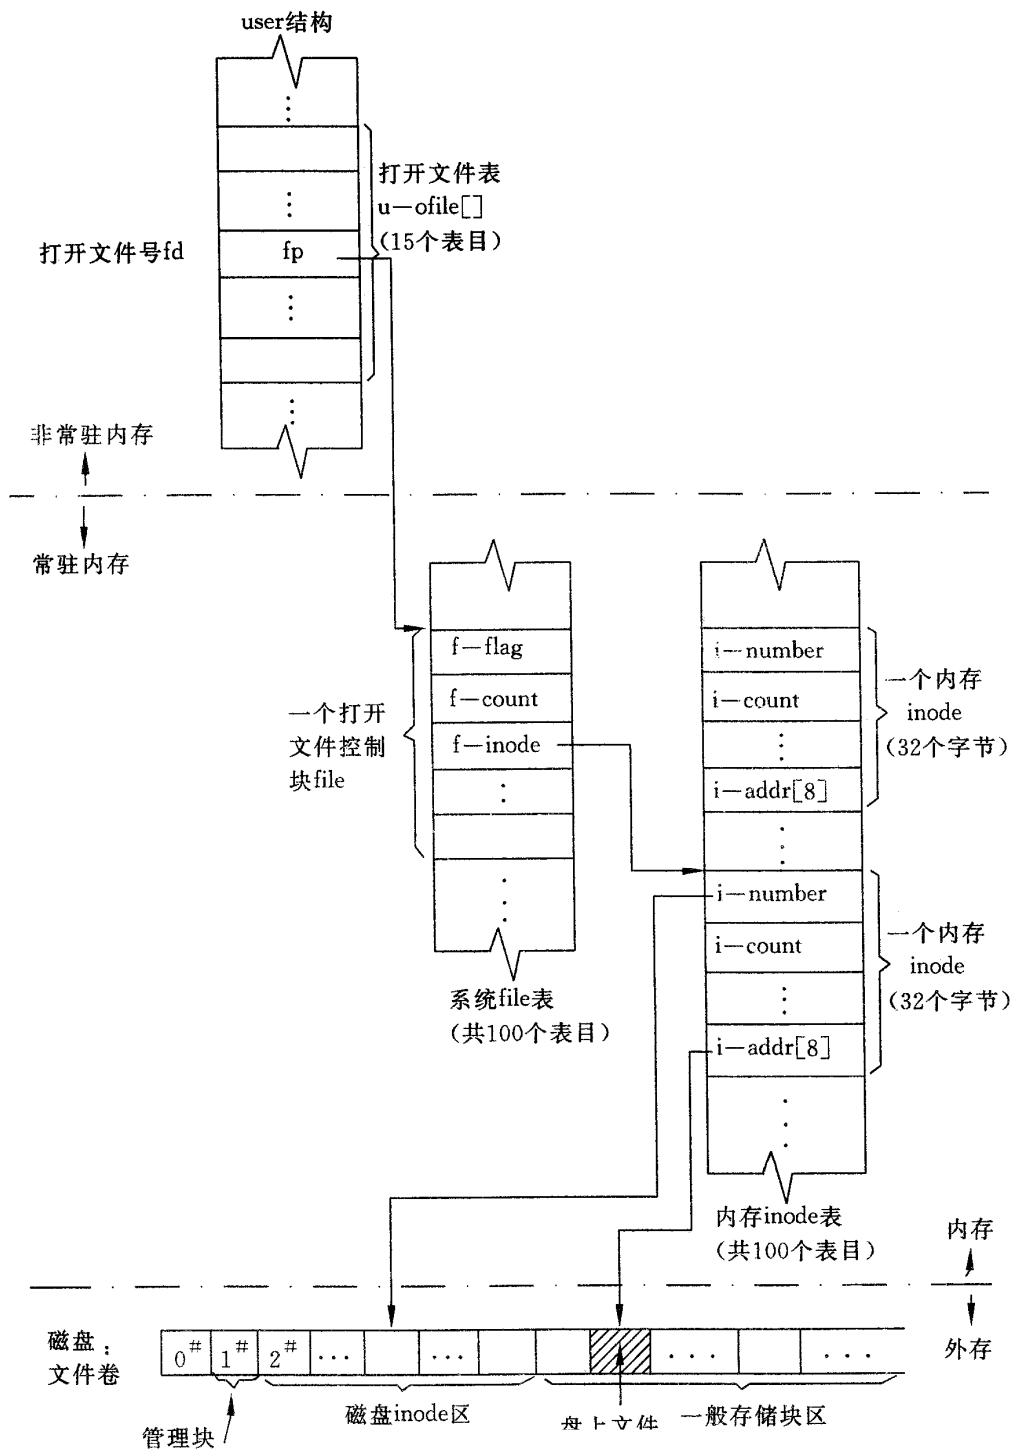 user结构
打开文件表
u—ofile[]
(15个表目)
打开文件号fd
fp
非常驻内存
常驻内存
f—flag
f—count
f—inode
一个打开
文件控制
块file
系统file表
(共100个表目)
i—number
i—count
i—addr[8]
一个内存
inode
(32个字节)
i—number
i—count
i—addr[8]
一个内存
inode
(32个字节)
内存inode表
(共100个表目)
内存
外存
磁盘:
文件卷
0# 1# 2# ... ... ... ...
管理块
磁盘inode区
盘上文件
一般存储块区